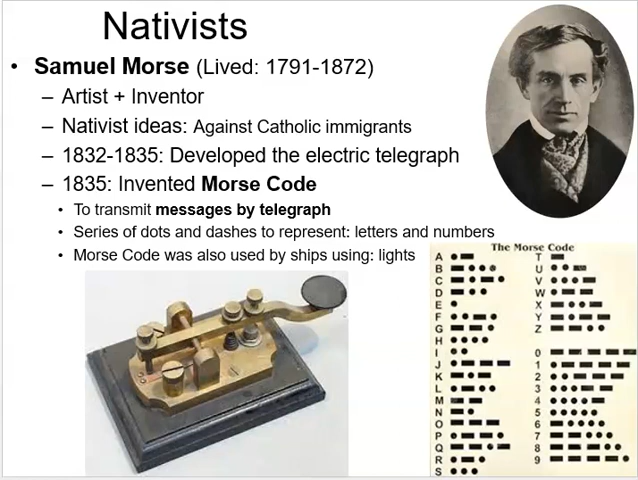 Nativists
• Samuel Morse (Lived: 1791-1872)
– Artist + Inventor
– Nativist ideas: Against Catholic immigrants
– 1832-1835: Developed the electric telegraph
– 1835: Invented Morse Code
• To transmit messages by telegraph
• Series of dots and dashes to represent: letters and numbers
• Morse Code was also used by ships using: lights
The Morse Code
A T
B U
C V
D W
E X
F Y
G Z
H
I 0
J 1
K 2
L 3
M 4
N 5
O 6
P 7
Q 8
R 9
S